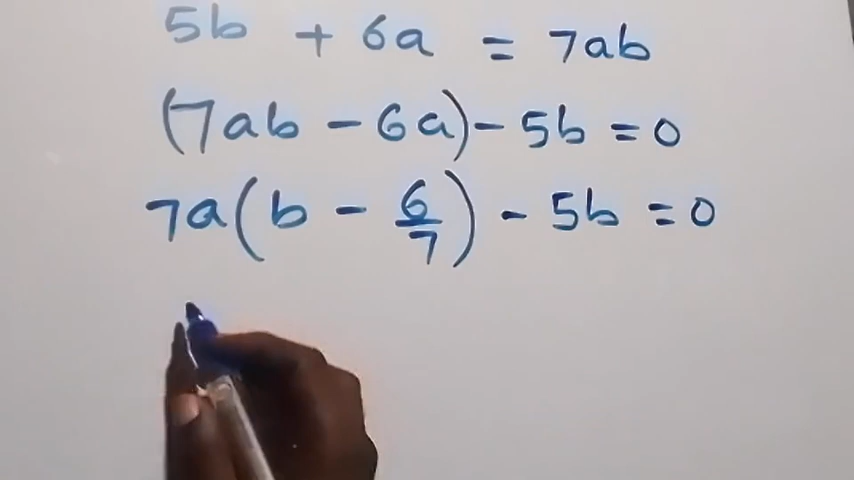 5b + 6a = 7ab
(7ab - 6a) - 5b = 0
7a(b - 6/7) - 5b = 0